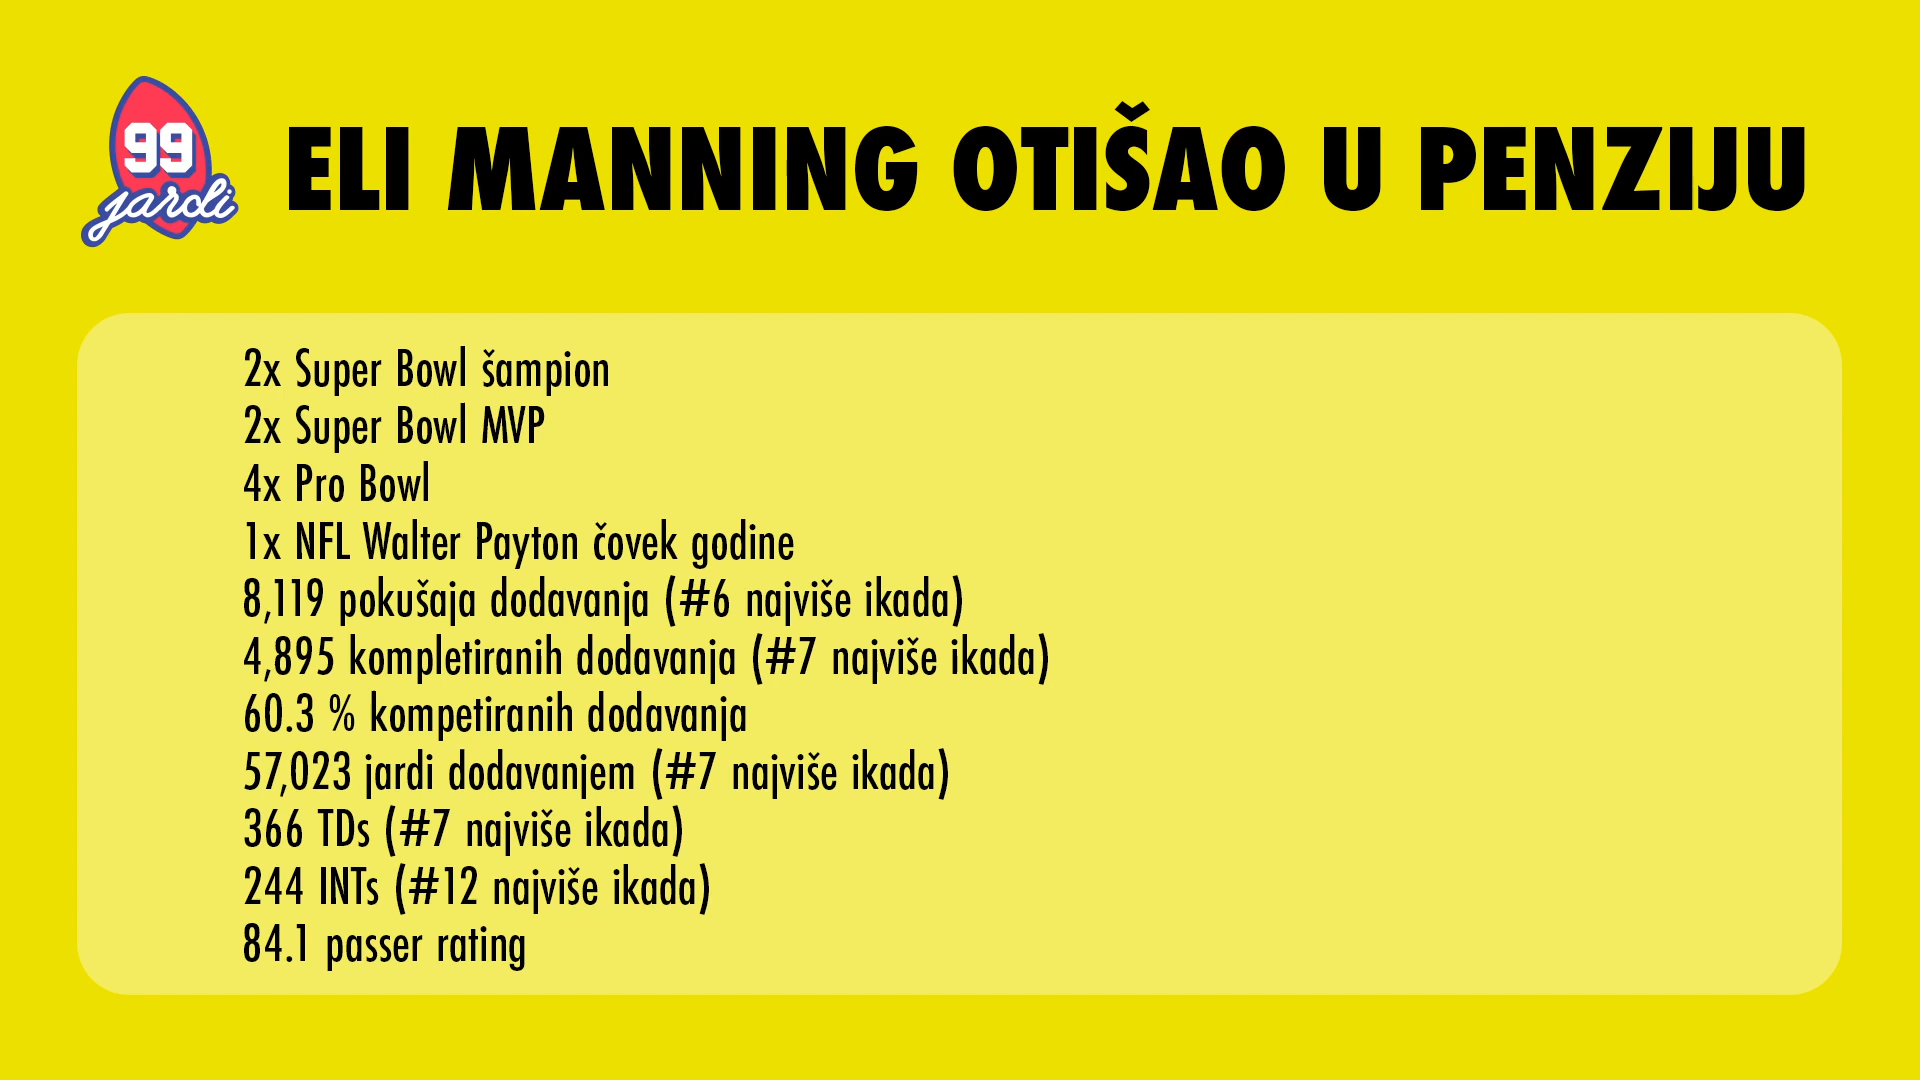 99
jardi
ELI MANNING OTIŠAO U PENZIJU
2x Super Bowl šampion
2x Super Bowl MVP
4x Pro Bowl
1x NFL Walter Payton čovek godine
8,119 pokušaja dodavanja (#6 najviše ikada)
4,895 kompletiranih dodavanja (#7 najviše ikada)
60.3 % kompetiranih dodavanja
57,023 jardi dodavanjem (#7 najviše ikada)
366 TDs (#7 najviše ikada)
244 INTs (#12 najviše ikada)
84.1 passer rating